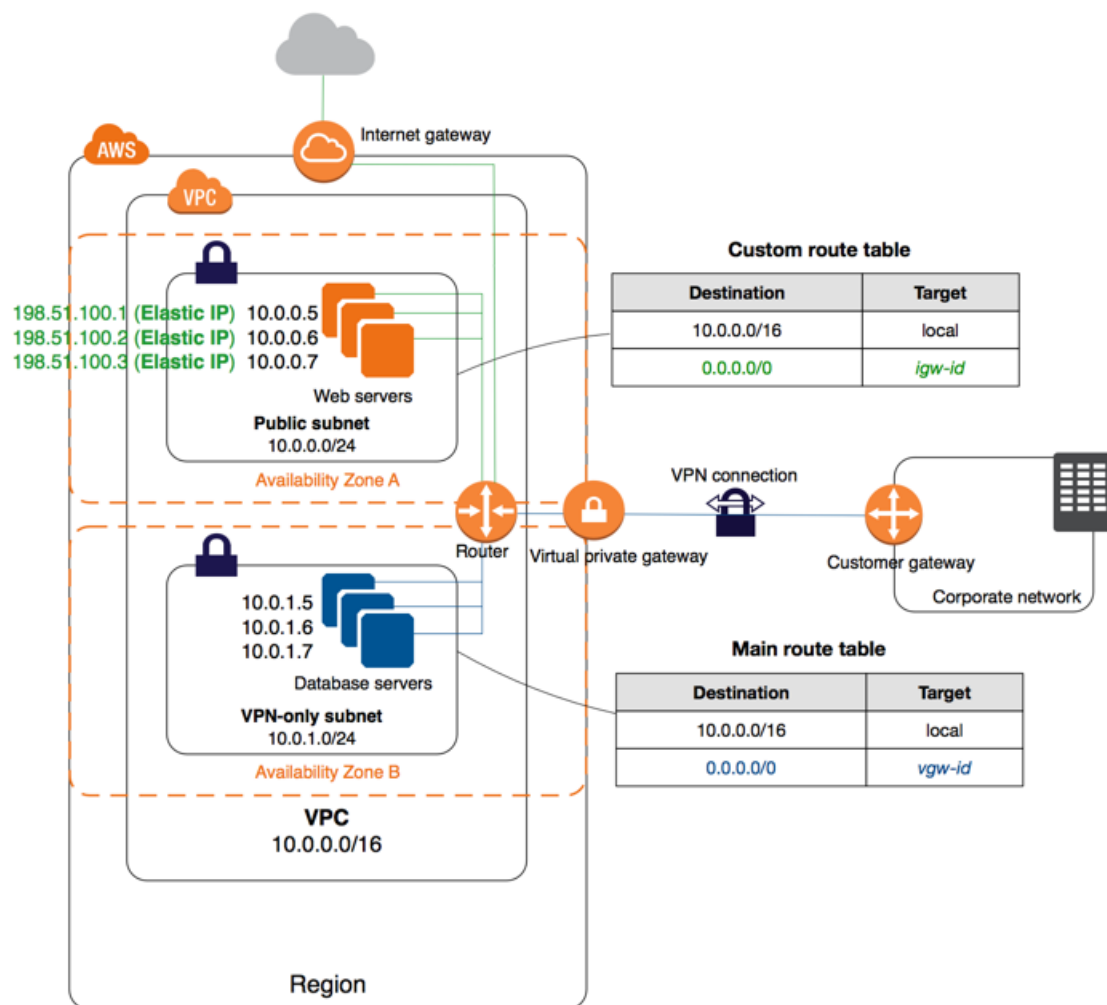 Internet gateway
AWS
VPC
198.51.100.1 (Elastic IP) 10.0.0.5
198.51.100.2 (Elastic IP) 10.0.0.6
198.51.100.3 (Elastic IP) 10.0.0.7
Web servers
Public subnet
10.0.0.0/24
Availability Zone A
Custom route table
Destination Target
10.0.0.0/16 local
0.0.0.0/0 igw-id
VPN connection
Router
Virtual private gateway
Customer gateway
Corporate network
10.0.1.5
10.0.1.6
10.0.1.7
Database servers
VPN-only subnet
10.0.1.0/24
Availability Zone B
Main route table
Destination Target
10.0.0.0/16 local
0.0.0.0/0 vgw-id
VPC
10.0.0.0/16
Region